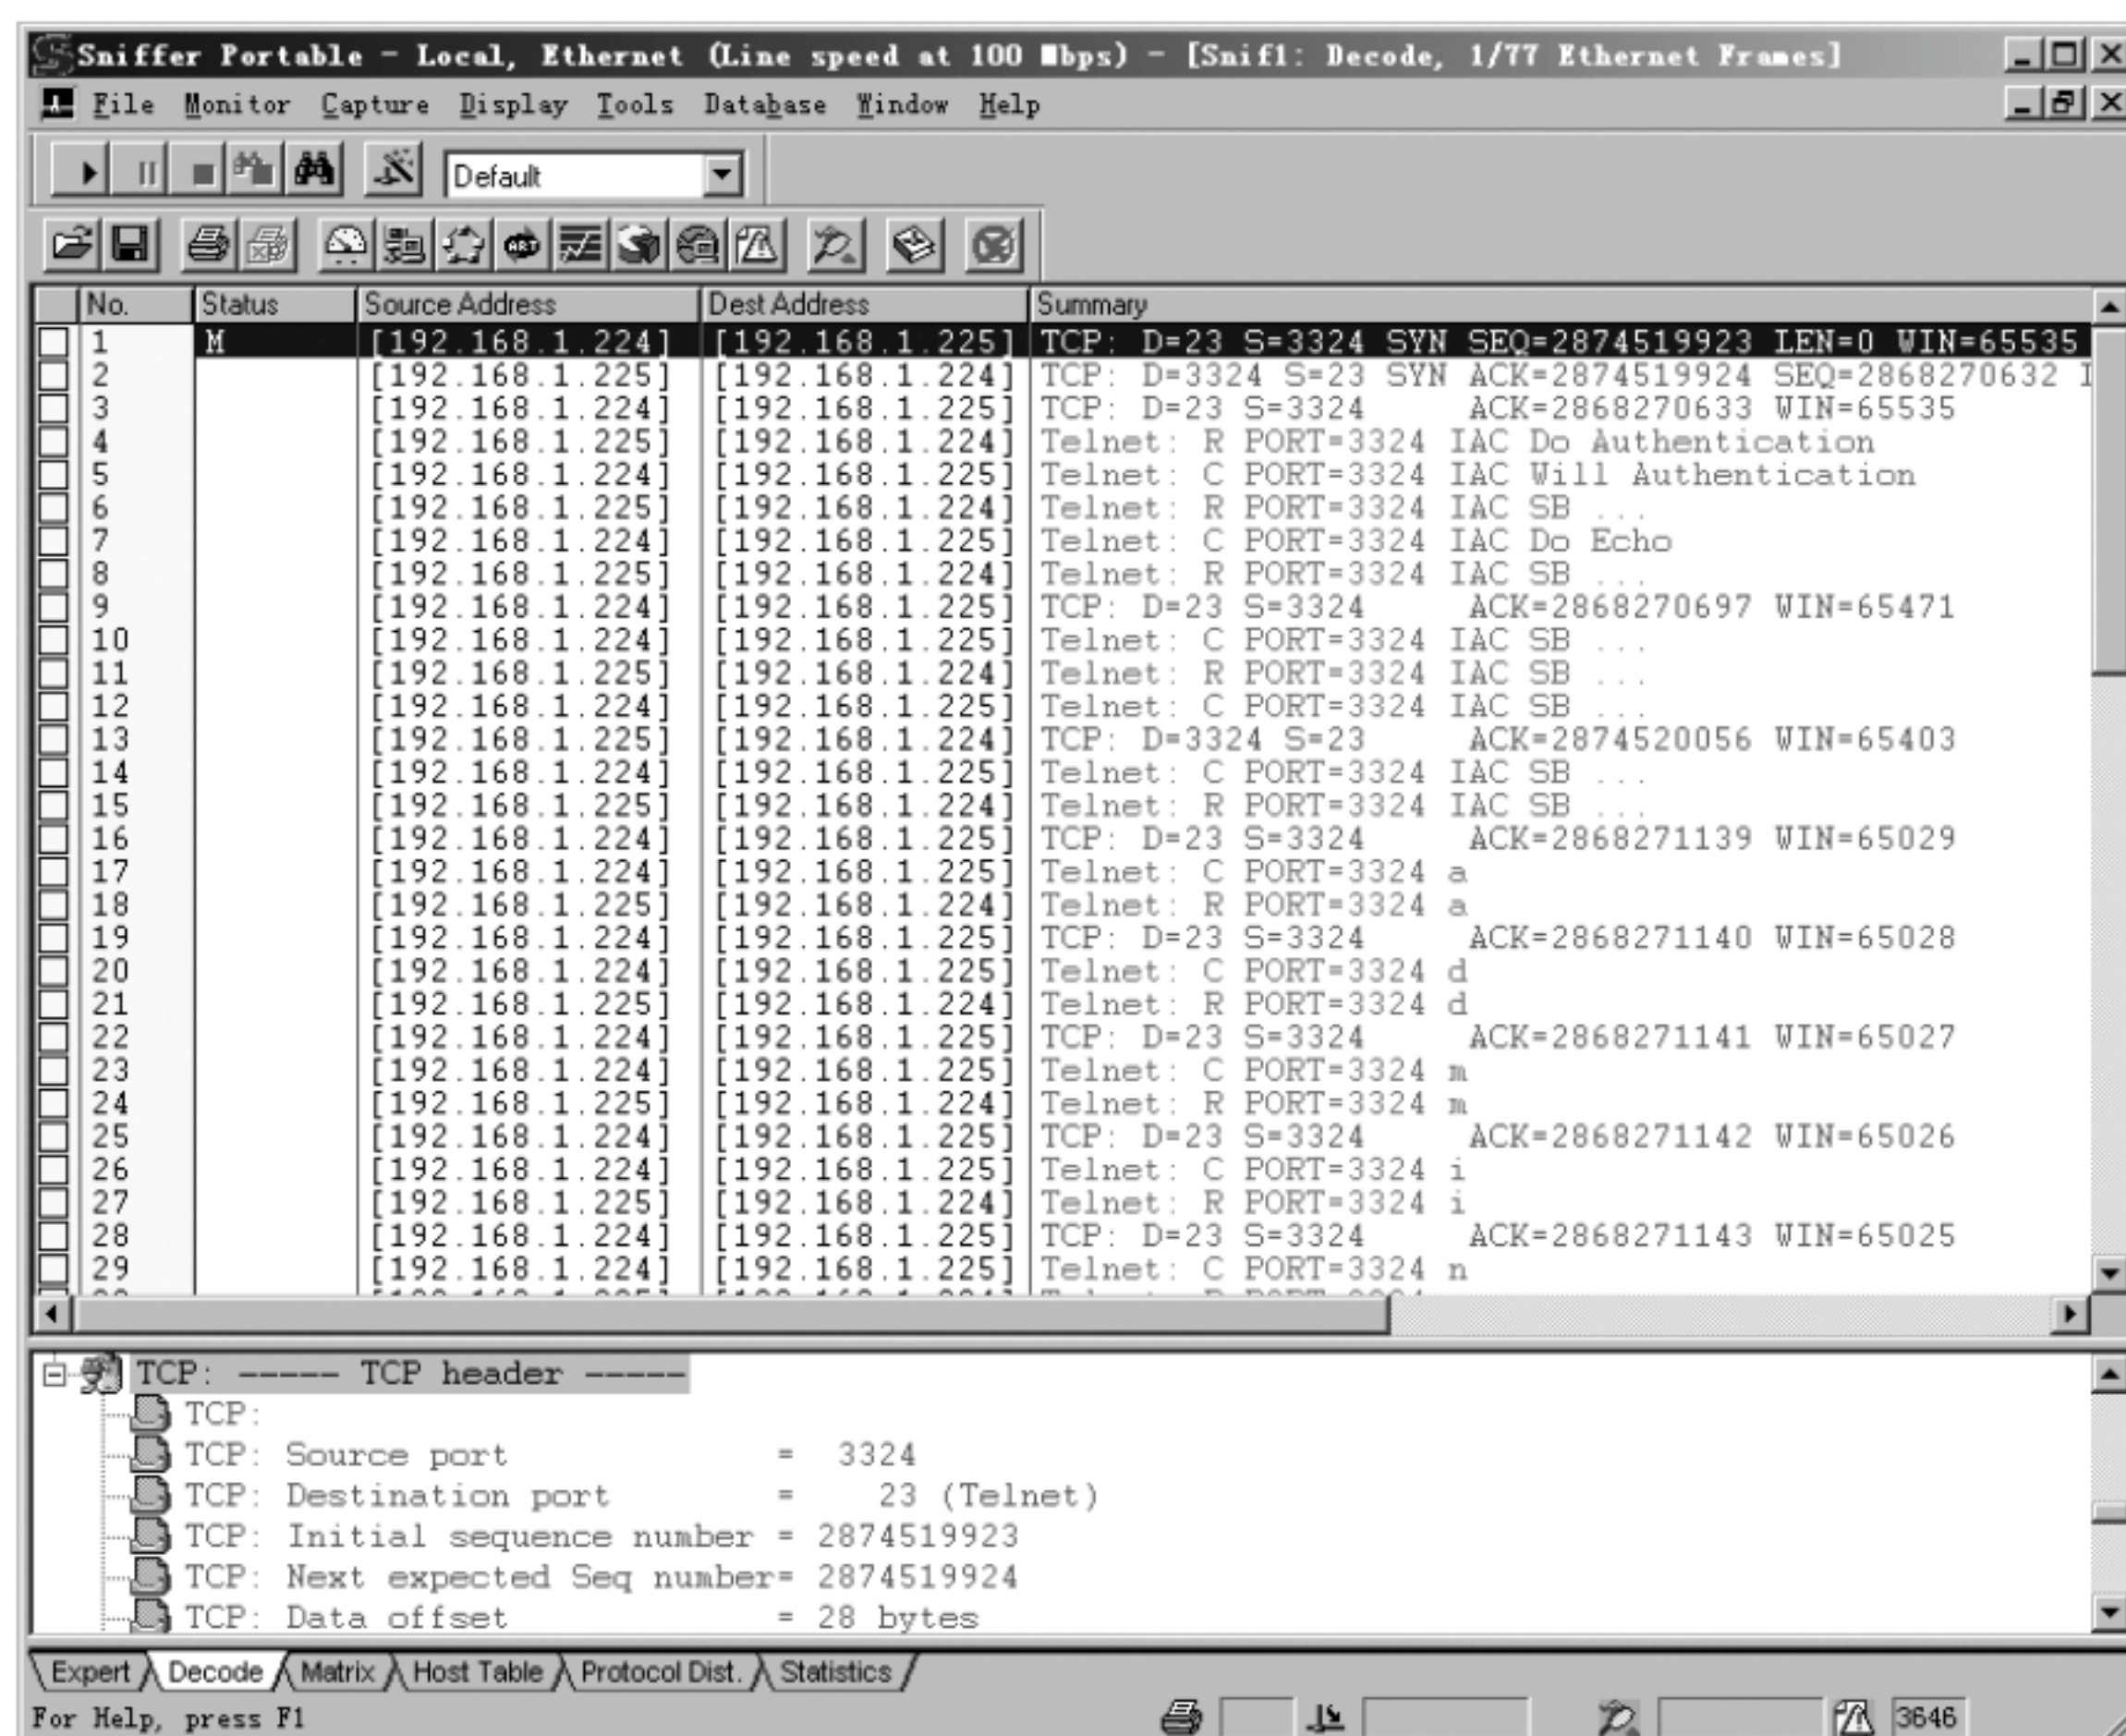 Sniffer Portable - Local, Ethernet (Line speed at 100 Mbps) - [Snif1: Decode, 1/77 Ethernet Frames]
File Monitor Capture Display Tools Database Window Help
Default
No. Status Source Address Dest Address Summary
1 M [192.168.1.224] [192.168.1.225] TCP: D=23 S=3324 SYN SEQ=2874519923 LEN=0 WIN=65535
2 [192.168.1.225] [192.168.1.224] TCP: D=3324 S=23 SYN ACK=2874519924 SEQ=2868270632
3 [192.168.1.224] [192.168.1.225] TCP: D=23 S=3324 ACK=2868270633 WIN=65535
4 [192.168.1.225] [192.168.1.224] Telnet: R PORT=3324 IAC Do Authentication
5 [192.168.1.224] [192.168.1.225] Telnet: C PORT=3324 IAC Will Authentication
6 [192.168.1.225] [192.168.1.224] Telnet: R PORT=3324 IAC SB ...
7 [192.168.1.224] [192.168.1.225] Telnet: C PORT=3324 IAC Do Echo
8 [192.168.1.225] [192.168.1.224] Telnet: R PORT=3324 IAC SB ...
9 [192.168.1.224] [192.168.1.225] TCP: D=23 S=3324 ACK=2868270697 WIN=65471
10 [192.168.1.224] [192.168.1.225] Telnet: C PORT=3324 IAC SB ...
11 [192.168.1.225] [192.168.1.224] Telnet: R PORT=3324 IAC SB ...
12 [192.168.1.224] [192.168.1.225] Telnet: C PORT=3324 IAC SB ...
13 [192.168.1.225] [192.168.1.224] TCP: D=3324 S=23 ACK=2874520056 WIN=65403
14 [192.168.1.224] [192.168.1.225] Telnet: C PORT=3324 IAC SB ...
15 [192.168.1.225] [192.168.1.224] Telnet: R PORT=3324 IAC SB ...
16 [192.168.1.224] [192.168.1.225] TCP: D=23 S=3324 ACK=2868271139 WIN=65029
17 [192.168.1.224] [192.168.1.225] Telnet: C PORT=3324 a
18 [192.168.1.225] [192.168.1.224] Telnet: R PORT=3324 a
19 [192.168.1.224] [192.168.1.225] TCP: D=23 S=3324 ACK=2868271140 WIN=65028
20 [192.168.1.224] [192.168.1.225] Telnet: C PORT=3324 d
21 [192.168.1.225] [192.168.1.224] Telnet: R PORT=3324 d
22 [192.168.1.224] [192.168.1.225] TCP: D=23 S=3324 ACK=2868271141 WIN=65027
23 [192.168.1.224] [192.168.1.225] Telnet: C PORT=3324 m
24 [192.168.1.225] [192.168.1.224] Telnet: R PORT=3324 m
25 [192.168.1.224] [192.168.1.225] TCP: D=23 S=3324 ACK=2868271142 WIN=65026
26 [192.168.1.224] [192.168.1.225] Telnet: C PORT=3324 i
27 [192.168.1.225] [192.168.1.224] Telnet: R PORT=3324 i
28 [192.168.1.224] [192.168.1.225] TCP: D=23 S=3324 ACK=2868271143 WIN=65025
29 [192.168.1.224] [192.168.1.225] Telnet: C PORT=3324 n
TCP: ----- TCP header -----
TCP:
TCP: Source port = 3324
TCP: Destination port = 23 (Telnet)
TCP: Initial sequence number = 2874519923
TCP: Next expected Seq number= 2874519924
TCP: Data offset = 28 bytes
Expert Decode Matrix Host Table Protocol Dist. Statistics
For Help, press F1
3646